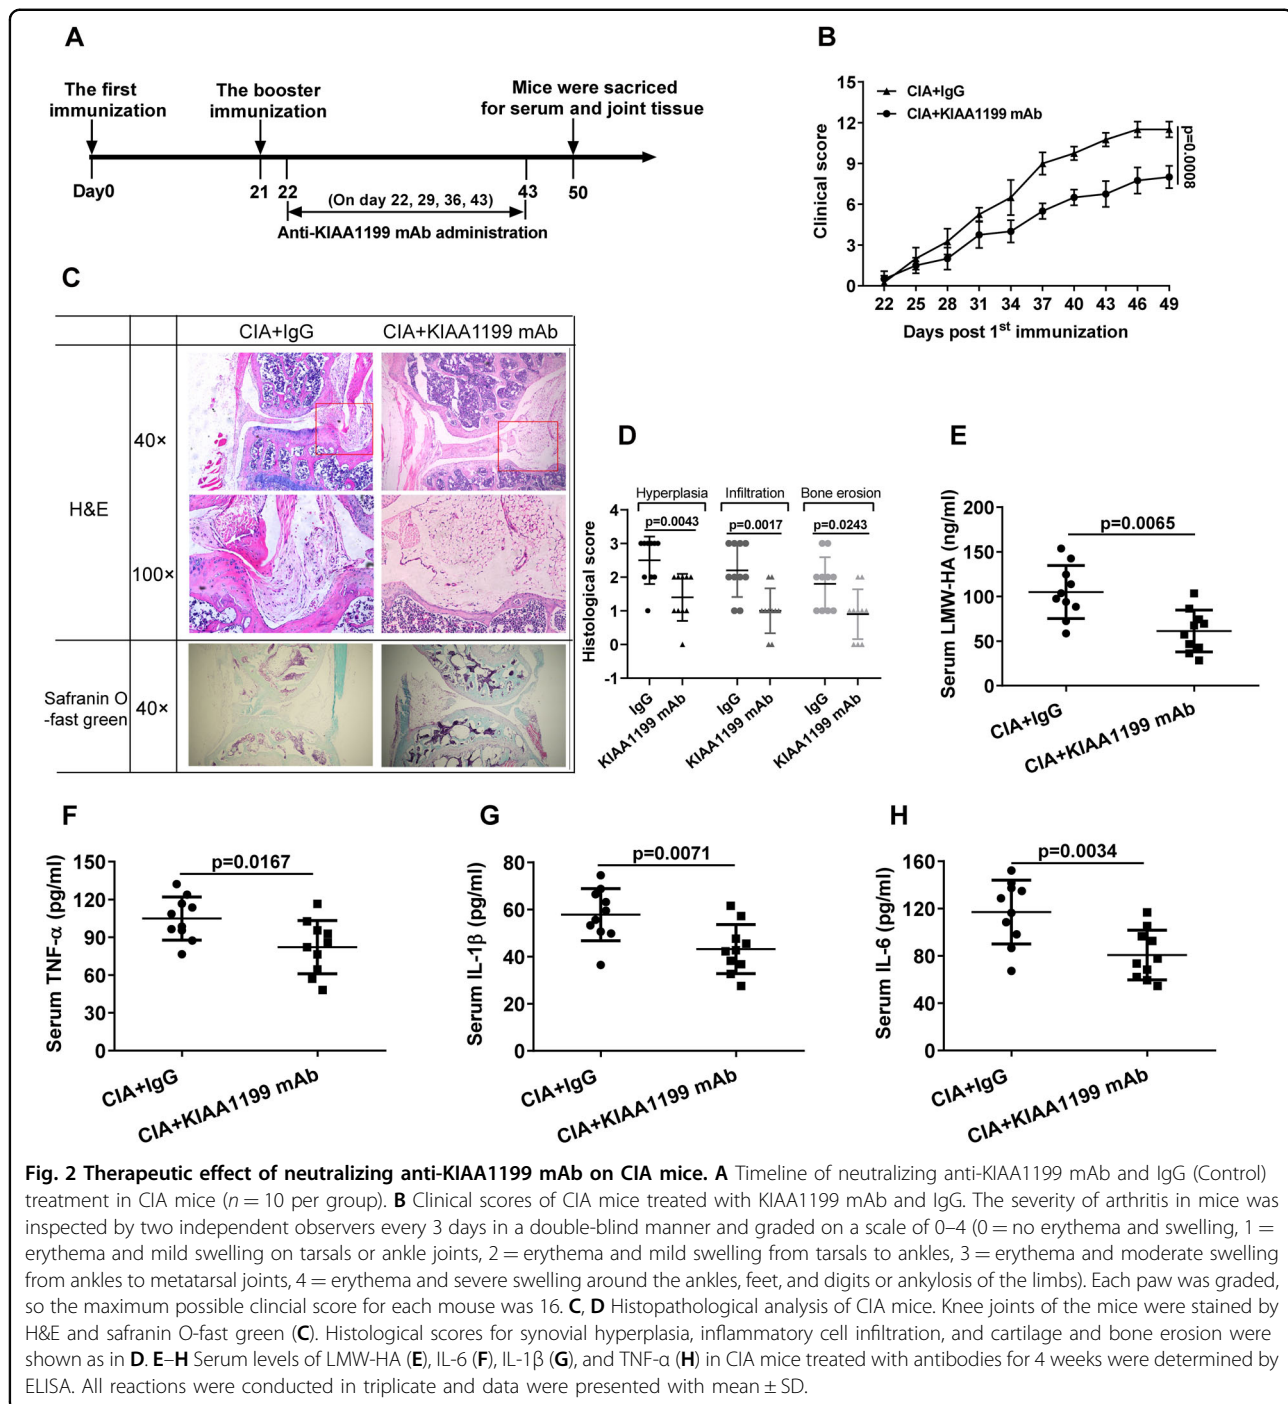 A
The first
immunization
The booster
immunization
Mice were sacriced
for serum and joint tissue
Day0
21
22
43
50
(On day 22, 29, 36, 43)
Anti-KIAA1199 mAb administration
B
CIA+IgG
CIA+KIAA1199 mAb
Clinical score
15
12
9
6
3
0
p=0.0008
22 25 28 31 34 37 40 43 46 49
Days post 1st immunization
C
CIA+IgG
CIA+KIAA1199 mAb
H&E
40×
100×
Safranin O
-fast green
40×
D
Hyperplasia
Infiltration
Bone erosion
p=0.0043
p=0.0017
p=0.0243
Histological score
4
3
2
1
0
-1
IgG
KIAA1199 mAb
IgG
KIAA1199 mAb
IgG
KIAA1199 mAb
E
Serum LMW-HA (ng/ml)
200
150
100
50
0
p=0.0065
CIA+IgG
CIA+KIAA1199 mAb
F
Serum TNF-α (pg/ml)
150
120
90
60
30
0
p=0.0167
CIA+IgG
CIA+KIAA1199 mAb
G
Serum IL-1β (pg/ml)
80
60
40
20
0
p=0.0071
CIA+IgG
CIA+KIAA1199 mAb
H
Serum IL-6 (pg/ml)
160
120
80
40
0
p=0.0034
CIA+IgG
CIA+KIAA1199 mAb
Fig. 2 Therapeutic effect of neutralizing anti-KIAA1199 mAb on CIA mice. A Timeline of neutralizing anti-KIAA1199 mAb and IgG (Control)
treatment in CIA mice (n = 10 per group). B Clinical scores of CIA mice treated with KIAA1199 mAb and IgG. The severity of arthritis in mice was
inspected by two independent observers every 3 days in a double-blind manner and graded on a scale of 0–4 (0 = no erythema and swelling, 1 =
erythema and mild swelling on tarsals or ankle joints, 2 = erythema and mild swelling from tarsals to ankles, 3 = erythema and moderate swelling
from ankles to metatarsal joints, 4 = erythema and severe swelling around the ankles, feet, and digits or ankylosis of the limbs). Each paw was graded,
so the maximum possible clincial score for each mouse was 16. C, D Histopathological analysis of CIA mice. Knee joints of the mice were stained by
H&E and safranin O-fast green (C). Histological scores for synovial hyperplasia, inflammatory cell infiltration, and cartilage and bone erosion were
shown as in D. E–H Serum levels of LMW-HA (E), IL-6 (F), IL-1β (G), and TNF-α (H) in CIA mice treated with antibodies for 4 weeks were determined by
ELISA. All reactions were conducted in triplicate and data were presented with mean ± SD.